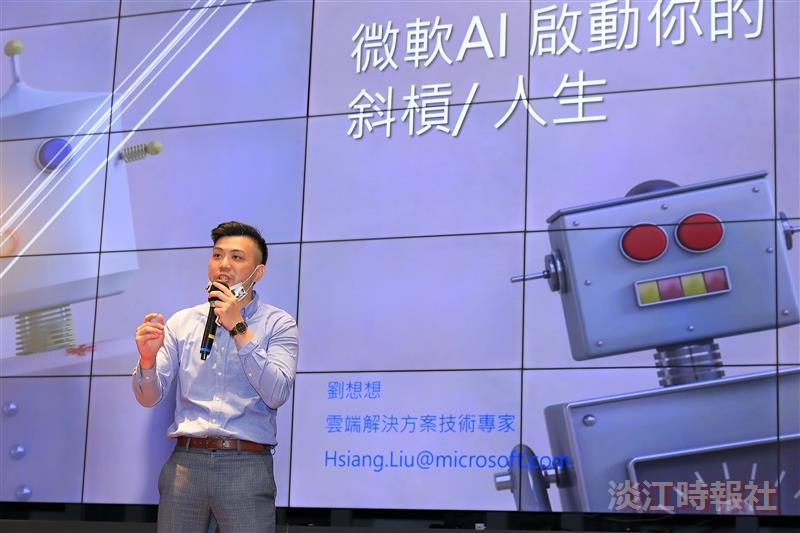 微軟AI 啟動你的
斜槓/ 人生
劉想想
雲端解決方案技術專家
Hsiang.Liu@microsoft.com
淡江時報社